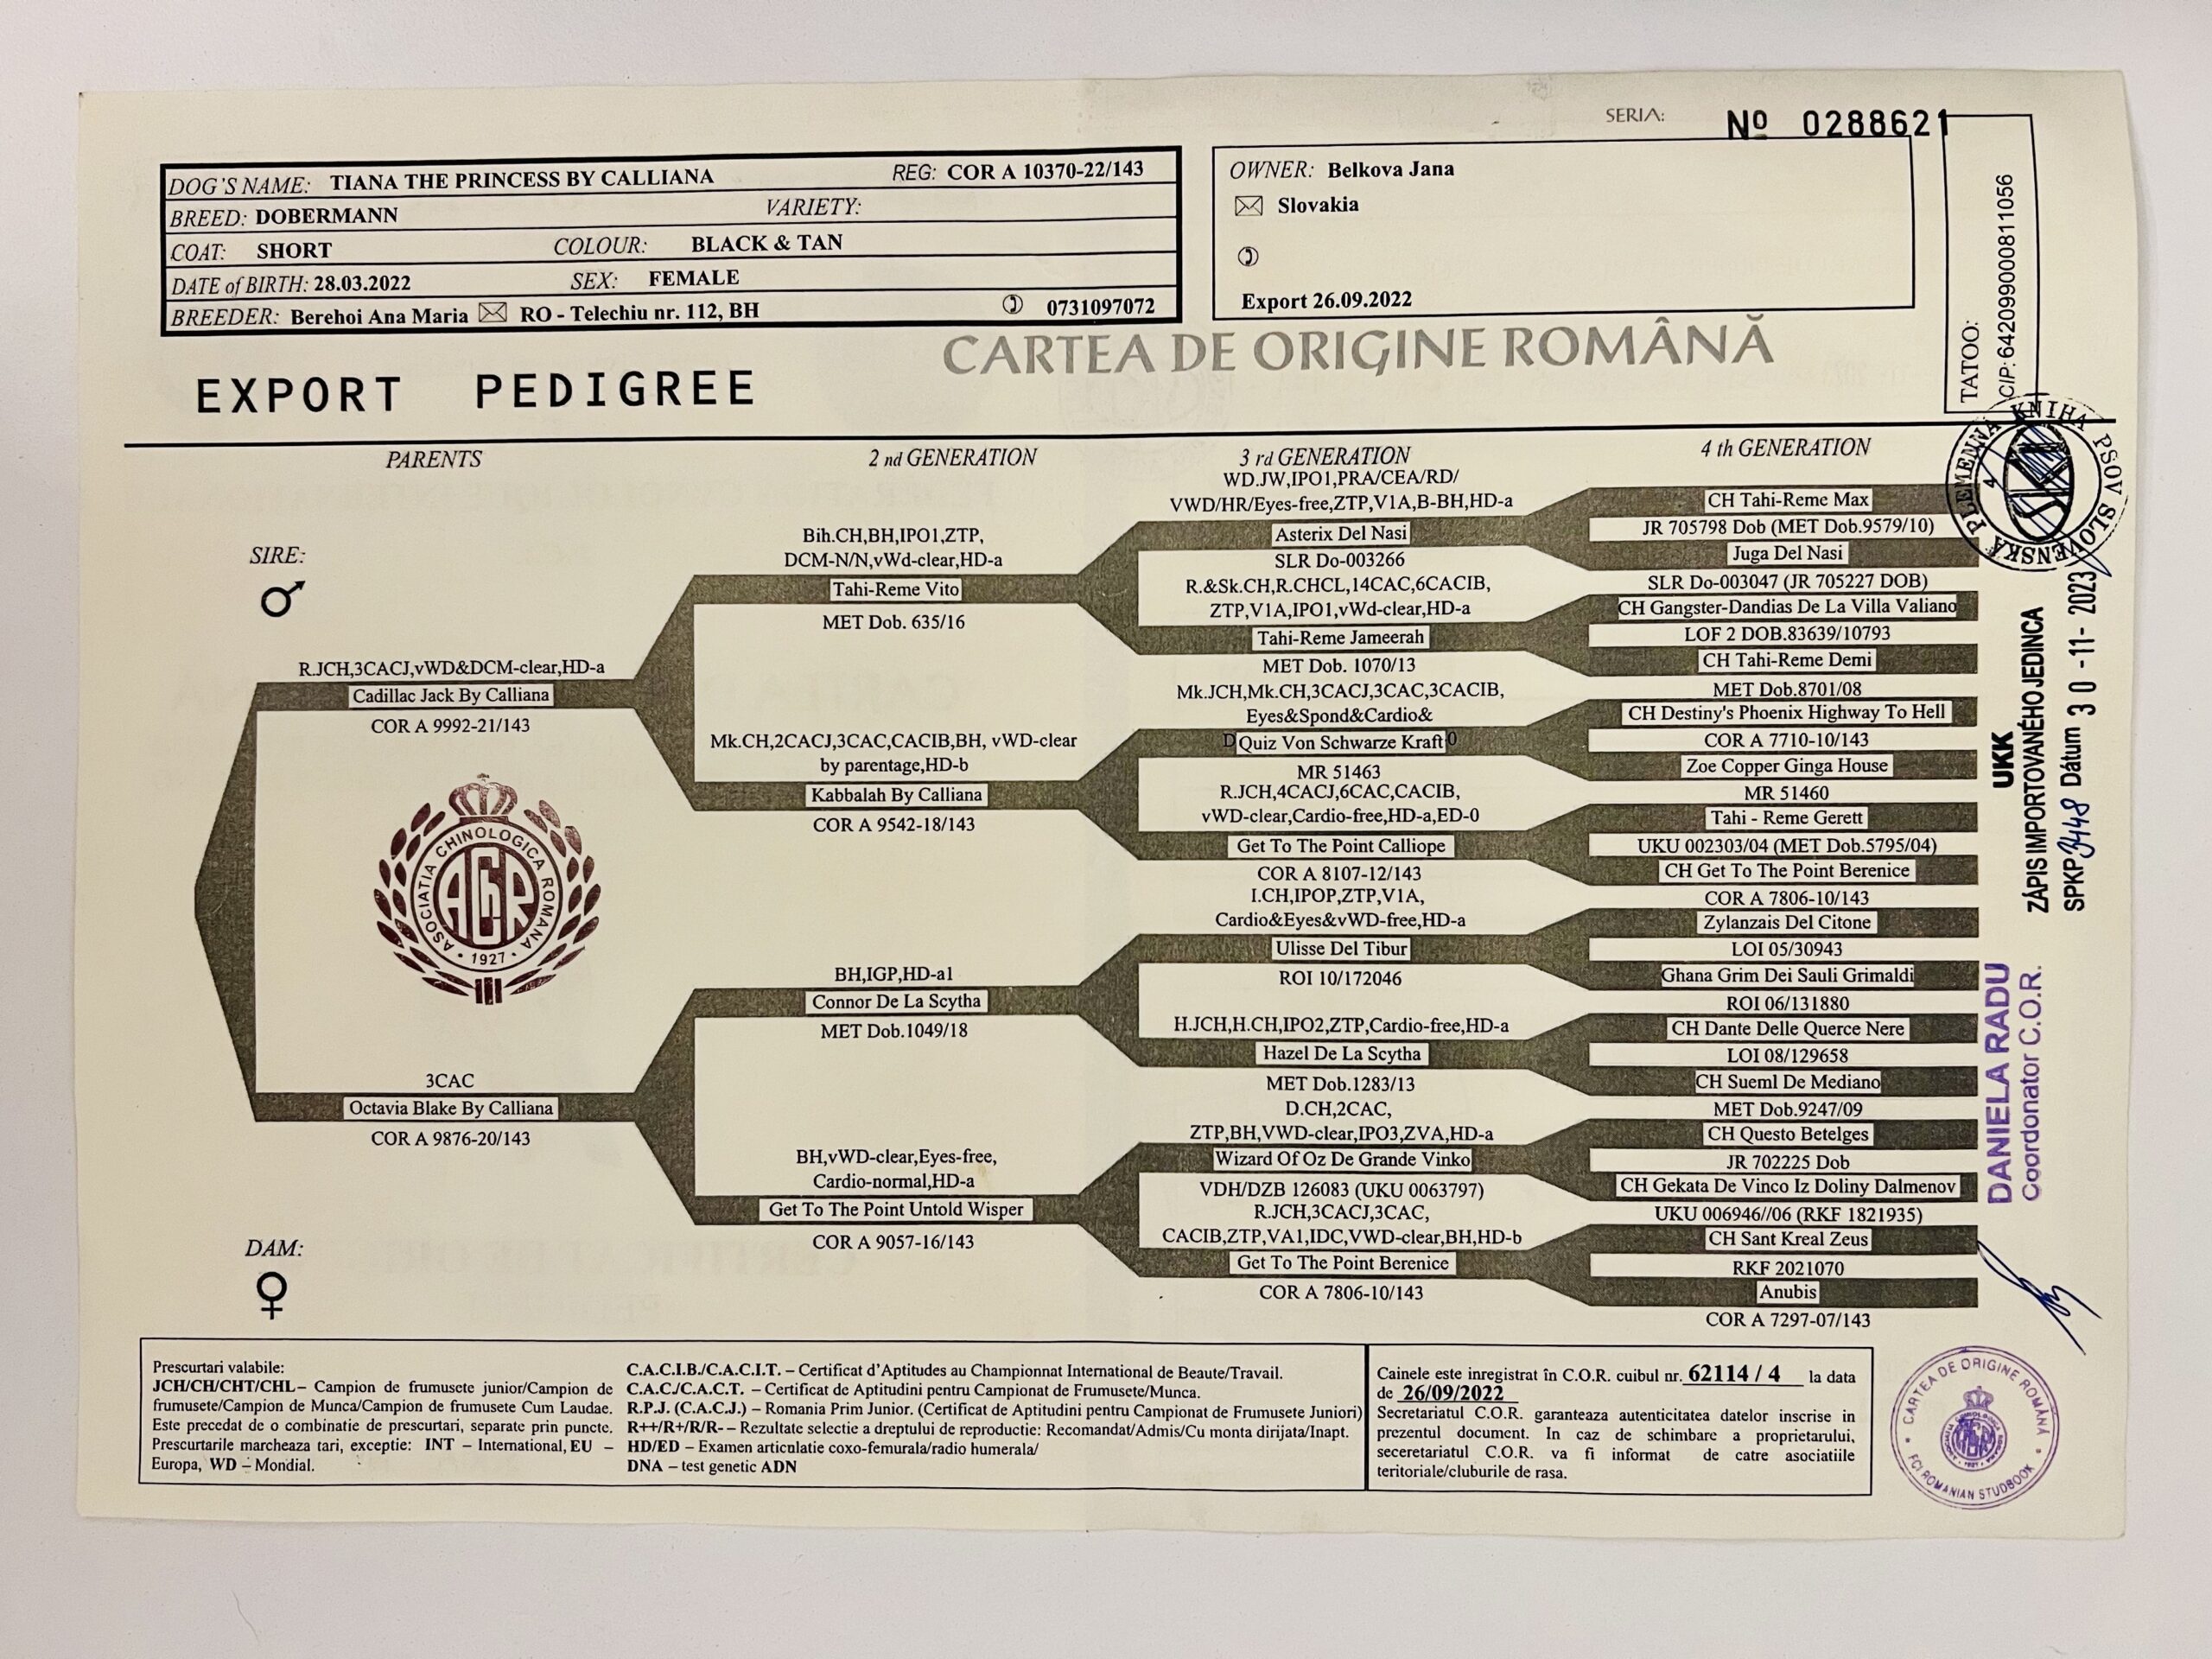 SERIA: Nº 0288621
DOG'S NAME: TIANA THE PRINCESS BY CALLIANA REG: COR A 10370-22/143
BREED: DOBERMANN VARIETY:
COAT: SHORT COLOUR: BLACK & TAN
DATE of BIRTH: 28.03.2022 SEX: FEMALE
BREEDER: Berehoi Ana Maria RO - Telechiu nr. 112, BH 0731097072
OWNER: Belkova Jana
Slovakia
Export 26.09.2022
TATOO:
CIP: 642099000811056
CARTEA DE ORIGINE ROMÂNĂ
EXPORT PEDIGREE
PARENTS
SIRE:
R.JCH,3CACJ,vWD&DCM-clear,HD-a
Cadillac Jack By Calliana
COR A 9992-21/143
ASOCIATIA CHINOLOGICA ROMANA
AChR
1927
3CAC
Octavia Blake By Calliana
COR A 9876-20/143
DAM:
2 nd GENERATION
Bih.CH,BH,IPO1,ZTP,
DCM-N/N,vWd-clear,HD-a
Tahi-Reme Vito
MET Dob. 635/16
Mk.CH,2CACJ,3CAC,CACIB,BH, vWD-clear
by parentage,HD-b
Kabbalah By Calliana
COR A 9542-18/143
BH,IGP,HD-a1
Connor De La Scytha
MET Dob.1049/18
BH,vWD-clear,Eyes-free,
Cardio-normal,HD-a
Get To The Point Untold Wisper
COR A 9057-16/143
3 rd GENERATION
WD.JW,IPO1,PRA/CEA/RD/
VWD/HR/Eyes-free,ZTP,V1A,B-BH,HD-a
Asterix Del Nasi
SLR Do-003266
R.&Sk.CH,R.CHCL,14CAC,6CACIB,
ZTP,V1A,IPO1,vWd-clear,HD-a
Tahi-Reme Jameerah
MET Dob. 1070/13
Mk.JCH,Mk.CH,3CACJ,3CAC,3CACIB,
Eyes&Spond&Cardio&
D Quiz Von Schwarze Kraft 0
MR 51463
R.JCH,4CACJ,6CAC,CACIB,
vWD-clear,Cardio-free,HD-a,ED-0
Get To The Point Calliope
COR A 8107-12/143
I.CH,IPOP,ZTP,V1A,
Cardio&Eyes&vWD-free,HD-a
Ulisse Del Tibur
ROI 10/172046
H.JCH,H.CH,IPO2,ZTP,Cardio-free,HD-a
Hazel De La Scytha
MET Dob.1283/13
D.CH,2CAC,
ZTP,BH,VWD-clear,IPO3,ZVA,HD-a
Wizard Of Oz De Grande Vinko
VDH/DZB 126083 (UKU 0063797)
R.JCH,3CACJ,3CAC,
CACIB,ZTP,VA1,IDC,VWD-clear,BH,HD-b
Get To The Point Berenice
COR A 7806-10/143
4 th GENERATION
CH Tahi-Reme Max
JR 705798 Dob (MET Dob.9579/10)
Juga Del Nasi
SLR Do-003047 (JR 705227 DOB)
CH Gangster-Dandias De La Villa Valiano
LOF 2 DOB.83639/10793
CH Tahi-Reme Demi
MET Dob.8701/08
CH Destiny's Phoenix Highway To Hell
COR A 7710-10/143
Zoe Copper Ginga House
MR 51460
Tahi - Reme Gerett
UKU 002303/04 (MET Dob.5795/04)
CH Get To The Point Berenice
COR A 7806-10/143
Zylanzais Del Citone
LOI 05/30943
Ghana Grim Dei Sauli Grimaldi
ROI 06/131880
CH Dante Delle Querce Nere
LOI 08/129658
CH Sueml De Mediano
MET Dob.9247/09
CH Questo Betelges
JR 702225 Dob
CH Gekata De Vinco Iz Doliny Dalmenov
UKU 006946//06 (RKF 1821935)
CH Sant Kreal Zeus
RKF 2021070
Anubis
COR A 7297-07/143
PLEMENNÁ KNIHA PSOV SLOVENSKA
UKK
ZÁPIS IMPORTOVANÉHO JEDINCA
SPKP 3448 Dátum 30 -11- 2023
DANIELA RADU
Coordonator C.O.R.
Prescurtari valabile:
JCH/CH/CHT/CHL– Campion de frumusete junior/Campion de
frumusete/Campion de Munca/Campion de frumusete Cum Laudae.
Este precedat de o combinatie de prescurtari, separate prin puncte.
Prescurtarile marcheaza tari, exceptie: INT – International, EU –
Europa, WD – Mondial.
C.A.C.I.B./C.A.C.I.T. – Certificat d'Aptitudes au Championnat International de Beaute/Travail.
C.A.C./C.A.C.T. – Certificat de Aptitudini pentru Campionat de Frumusete/Munca.
R.P.J. (C.A.C.J.) – Romania Prim Junior. (Certificat de Aptitudini pentru Campionat de Frumusete Juniori)
R++/R+/R/R- – Rezultate selectie a dreptului de reproductie: Recomandat/Admis/Cu monta dirijata/Inapt.
HD/ED – Examen articulatie coxo-femurala/radio humerala/
DNA – test genetic ADN
Cainele este inregistrat în C.O.R. cuibul nr. 62114 / 4 la data
de 26/09/2022
Secretariatul C.O.R. garanteaza autenticitatea datelor inscrise in
prezentul document. In caz de schimbare a proprietarului,
seceretariatul C.O.R. va fi informat de catre asociatiile
teritoriale/cluburile de rasa.
CARTEA DE ORIGINE ROMÂNĂ
FCI ROMANIAN STUDBOOK